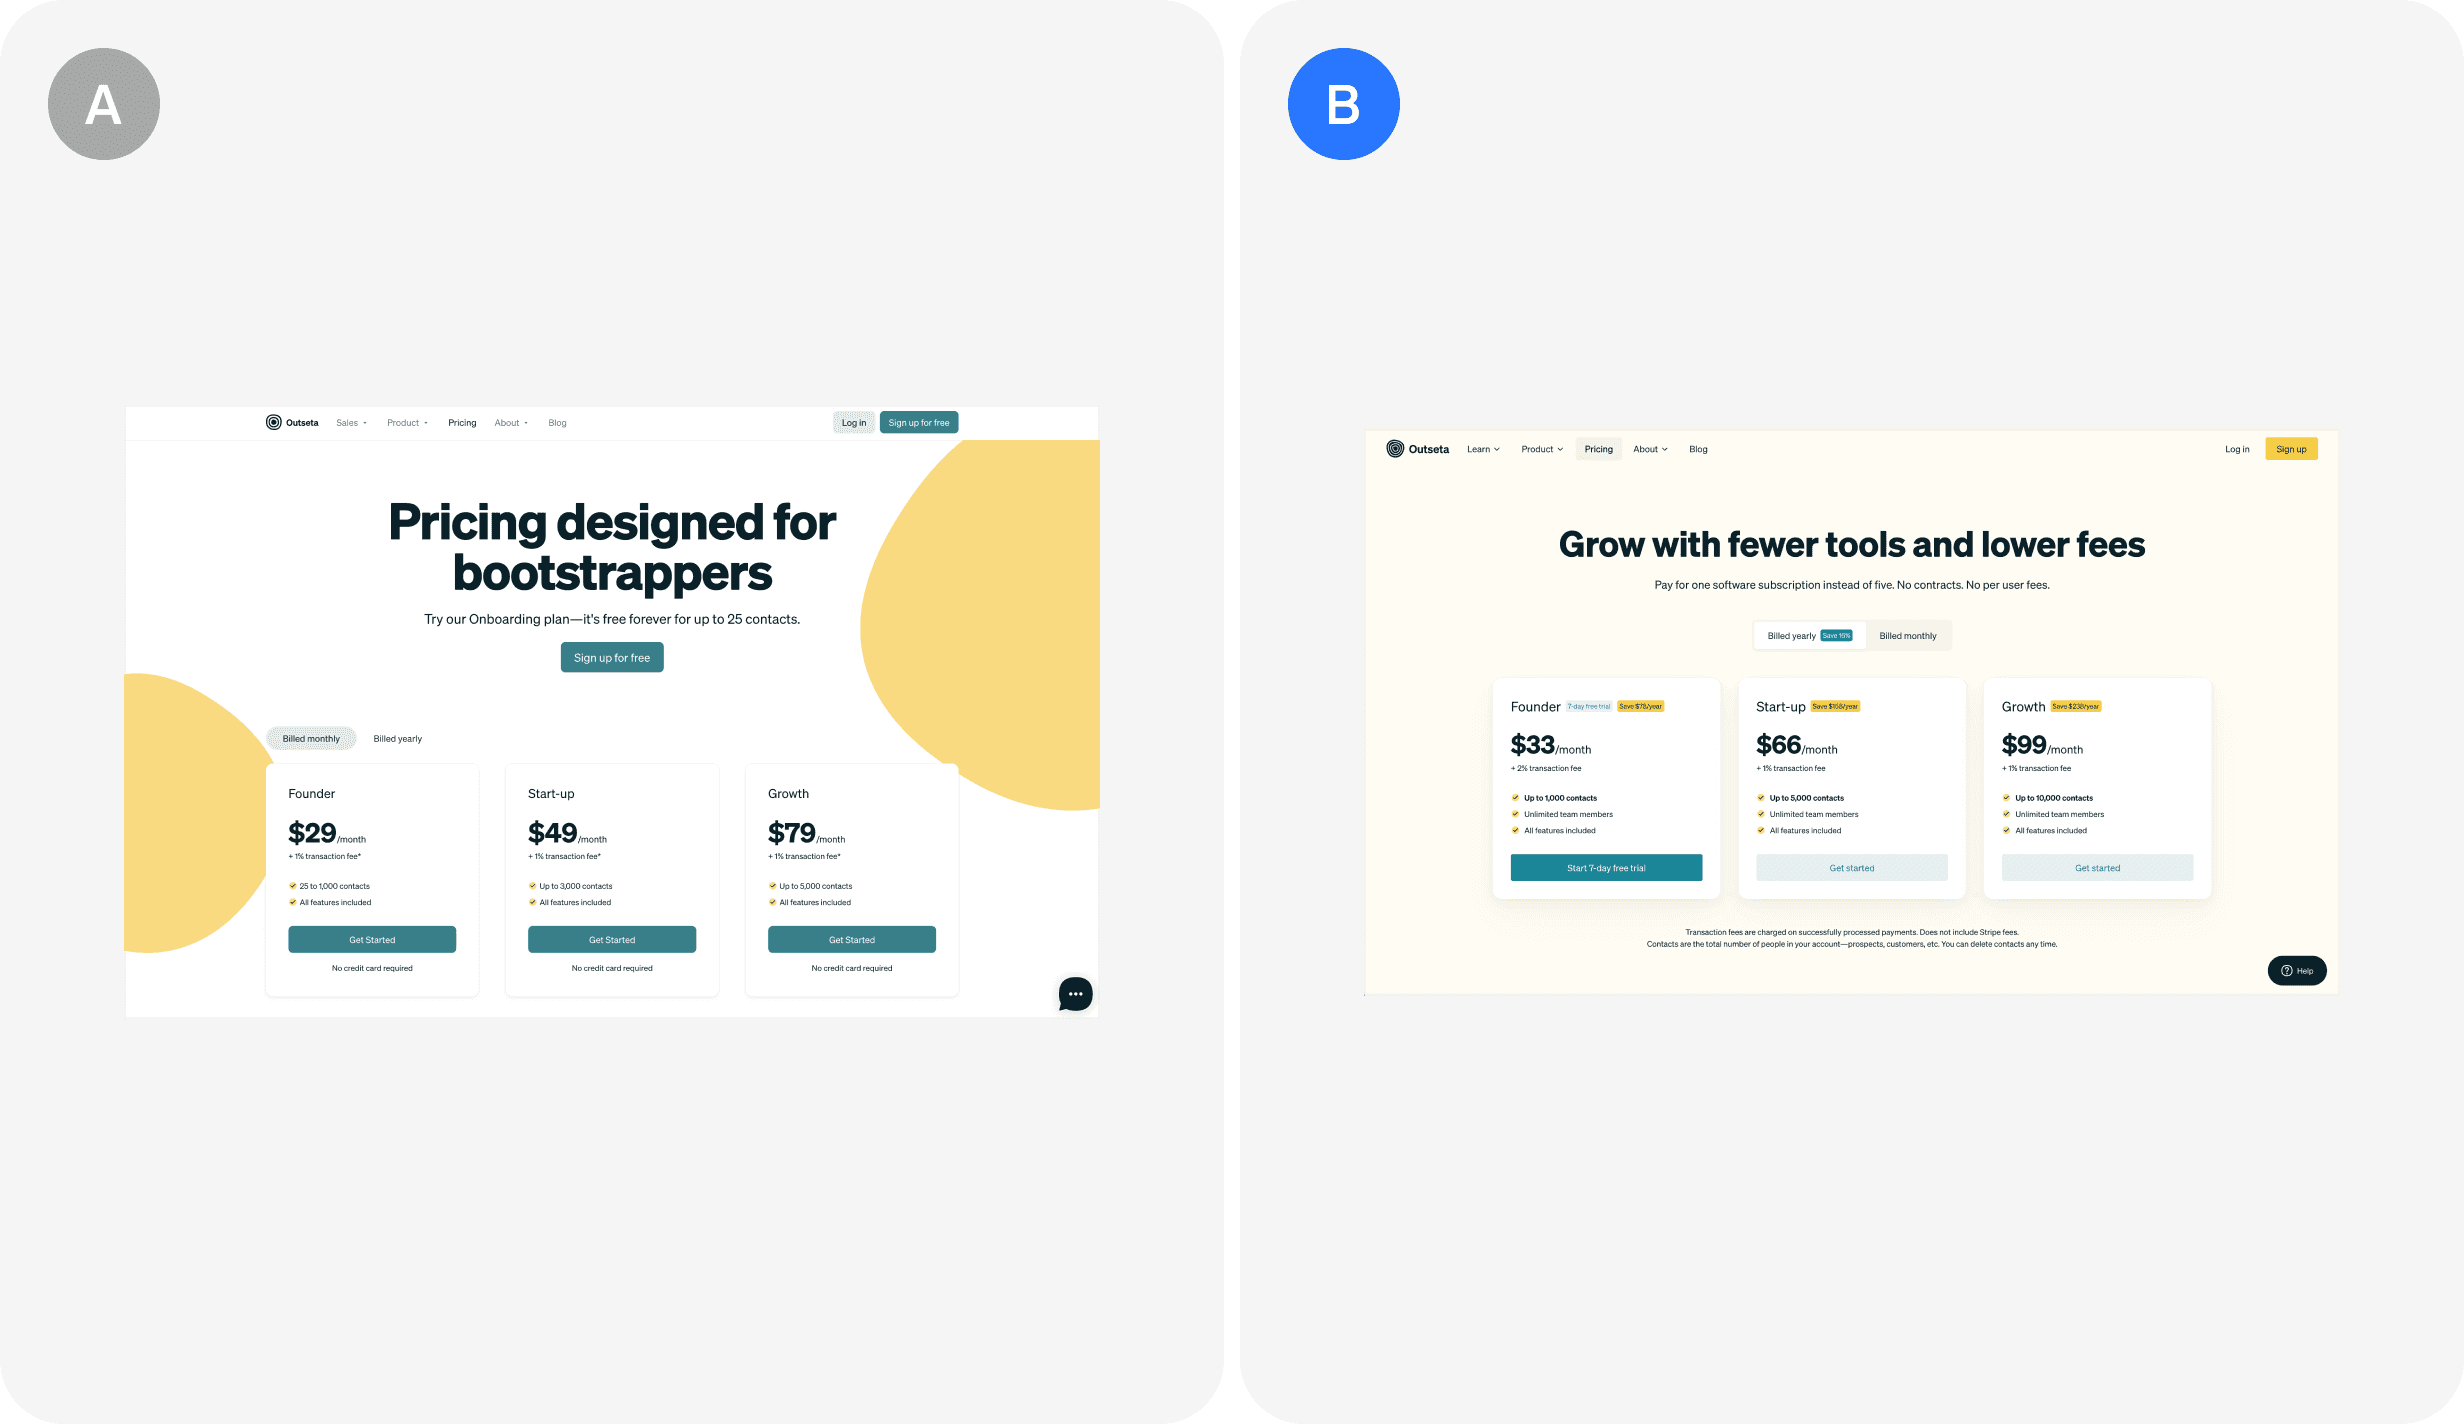 A
Outseta Sales Product Pricing About Blog Log in Sign up for free
Pricing designed for
bootstrappers
Try our Onboarding plan—it's free forever for up to 25 contacts.
Sign up for free
Billed monthly Billed yearly
Founder
$29/month
+ 1% transaction fee*
25 to 1,000 contacts
All features included
Get Started
No credit card required
Start-up
$49/month
+ 1% transaction fee*
Up to 3,000 contacts
All features included
Get Started
No credit card required
Growth
$79/month
+ 1% transaction fee*
Up to 5,000 contacts
All features included
Get Started
No credit card required
B
Outseta Learn Product Pricing About Blog Log in Sign up
Grow with fewer tools and lower fees
Pay for one software subscription instead of five. No contracts. No per user fees.
Billed yearly Save 16% Billed monthly
Founder 7-day free trial Save $78/year
$33/month
+ 2% transaction fee
Up to 1,000 contacts
Unlimited team members
All features included
Start 7-day free trial
Start-up Save $158/year
$66/month
+ 1% transaction fee
Up to 5,000 contacts
Unlimited team members
All features included
Get started
Growth Save $238/year
$99/month
+ 1% transaction fee
Up to 10,000 contacts
Unlimited team members
All features included
Get started
Transaction fees are charged on successfully processed payments. Does not include Stripe fees.
Contacts are the total number of people in your account—prospects, customers, etc. You can delete contacts any time.
Help